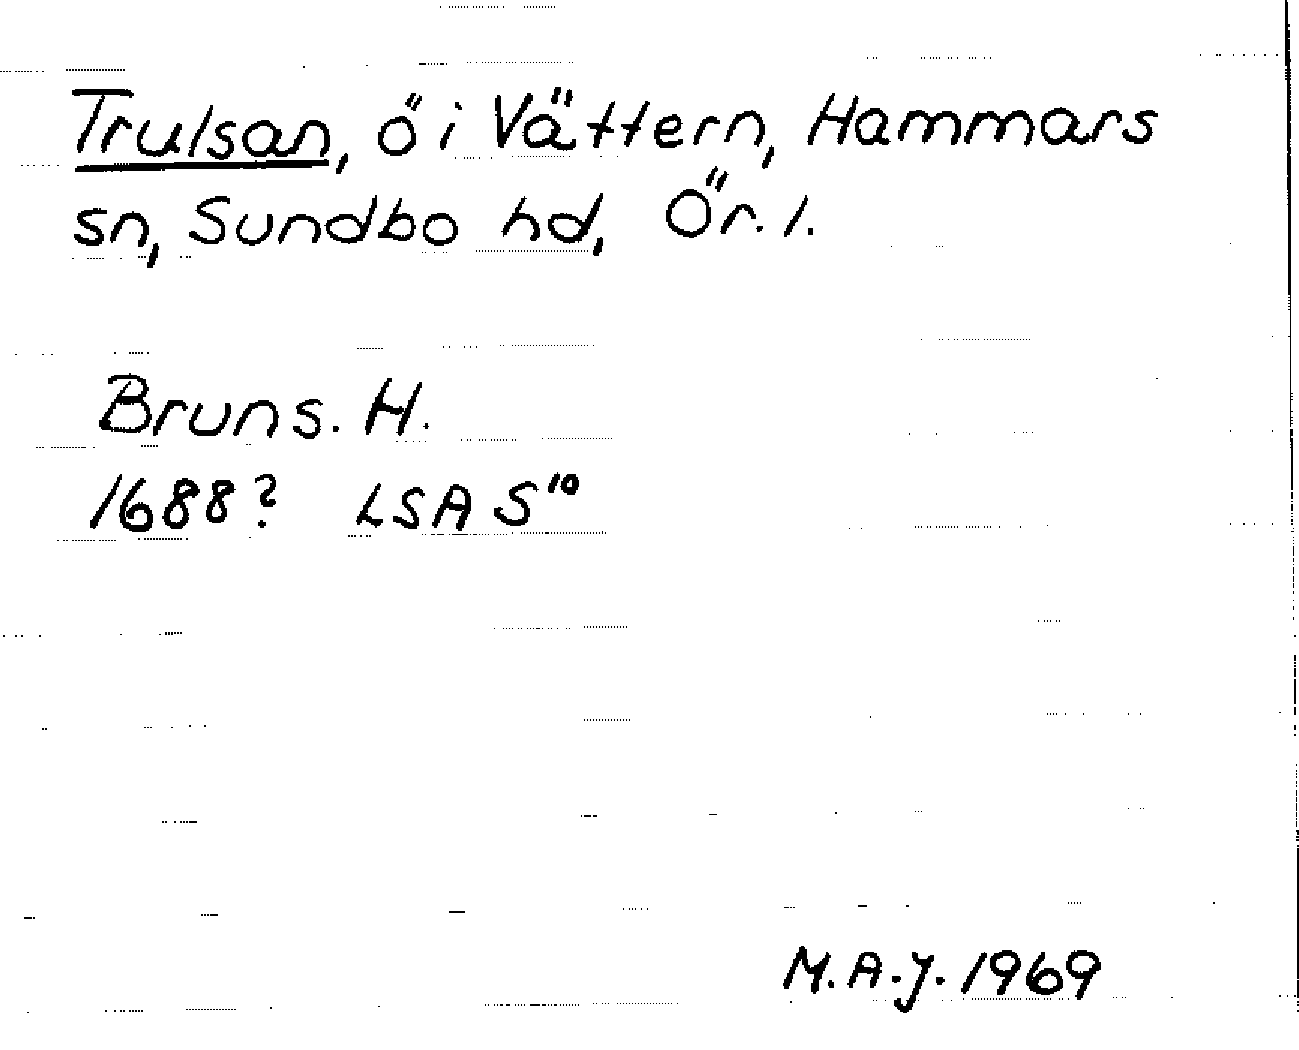 Trulsan, ö i Vättern, Hammars
sn, Sundbo hd, Ör. l.
Bruns. H.
1688? LSA S¹⁰
M.A.J. 1969